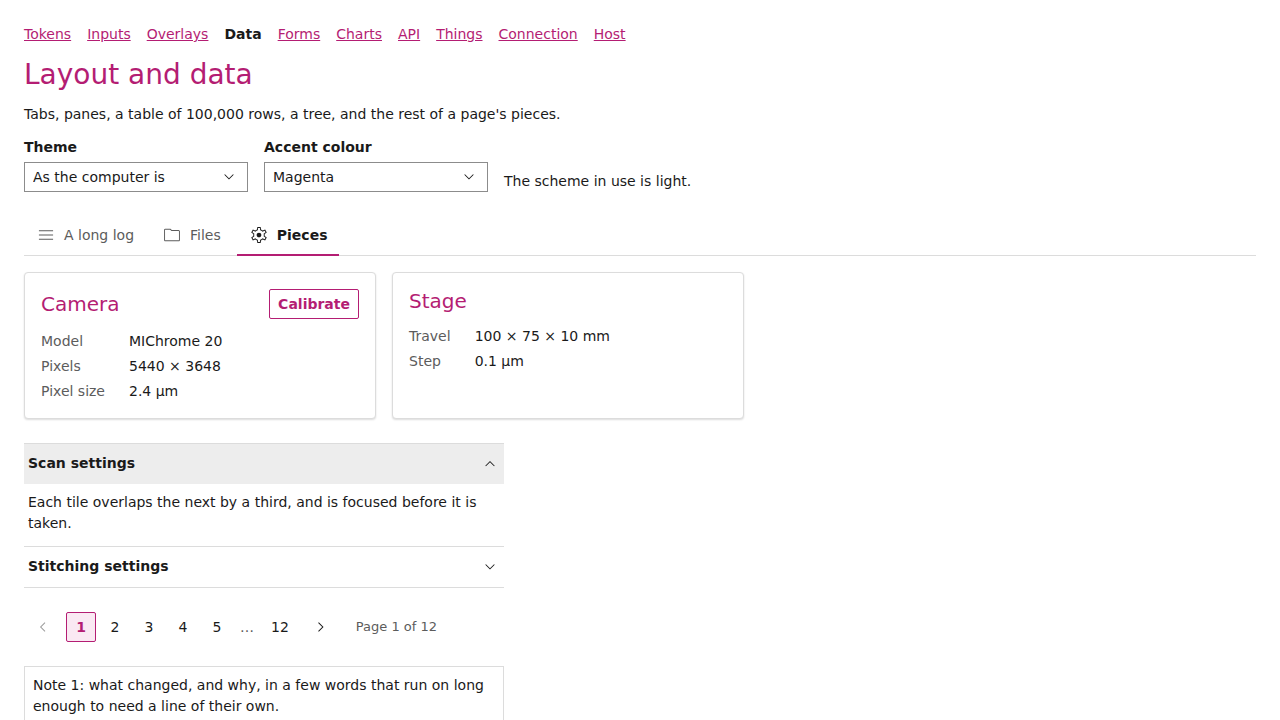 Tokens Inputs Overlays Data Forms Charts API Things Connection Host
Layout and data
Tabs, panes, a table of 100,000 rows, a tree, and the rest of a page's pieces.
Theme Accent colour
As the computer is Magenta The scheme in use is light.
A long log Files Pieces
Camera Calibrate
Model MIChrome 20
Pixels 5440 × 3648
Pixel size 2.4 µm
Stage
Travel 100 × 75 × 10 mm
Step 0.1 µm
Scan settings
Each tile overlaps the next by a third, and is focused before it is
taken.
Stitching settings
1 2 3 4 5 … 12 Page 1 of 12
Note 1: what changed, and why, in a few words that run on long
enough to need a line of their own.